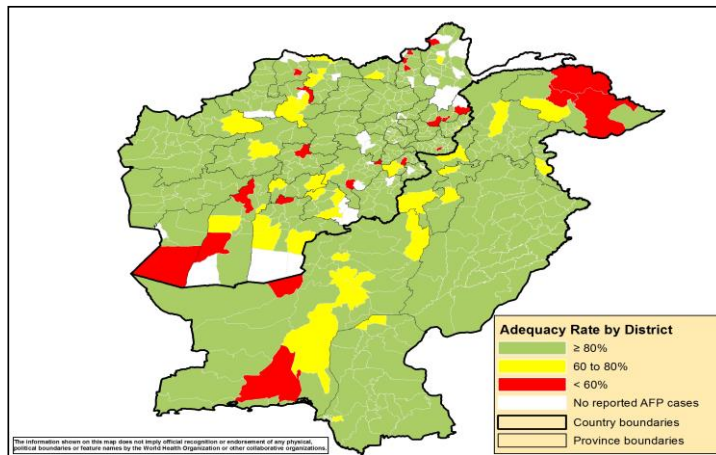 Adequacy Rate by District
≥ 80%
60 to 80%
< 60%
No reported AFP cases
Country boundaries
Province boundaries
The information shown on this map does not imply official recognition or endorsement of any physical,
political boundaries or feature names by the World Health Organization or other collaborative organizations.